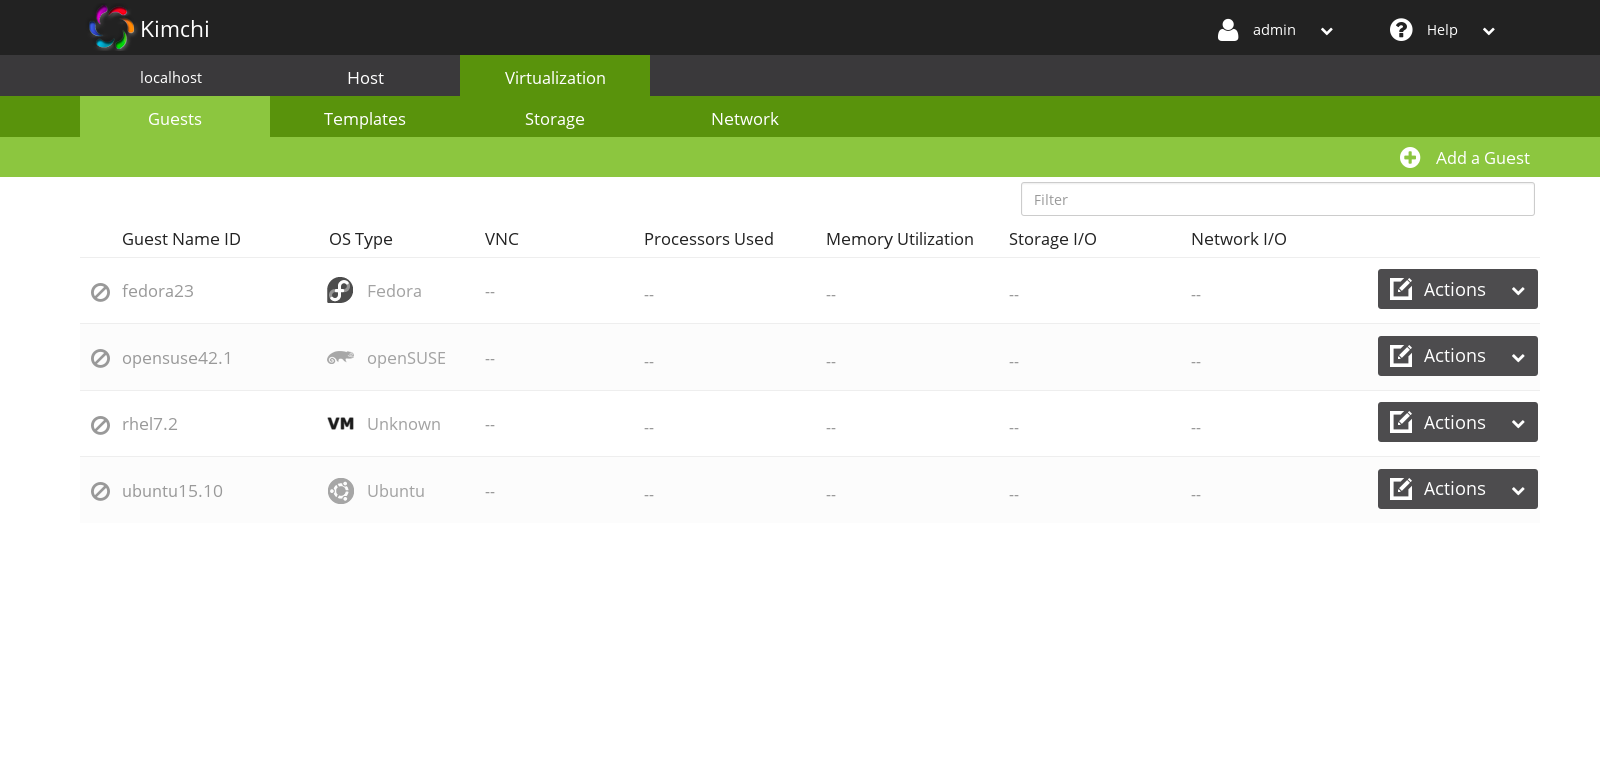 Kimchi admin Help
localhost Host Virtualization
Guests Templates Storage Network
Add a Guest
Filter
Guest Name ID OS Type VNC Processors Used Memory Utilization Storage I/O Network I/O
fedora23 Fedora -- -- -- -- -- Actions
opensuse42.1 openSUSE -- -- -- -- -- Actions
rhel7.2 VM Unknown -- -- -- -- -- Actions
ubuntu15.10 Ubuntu -- -- -- -- -- Actions